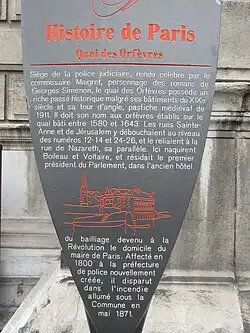 Histoire de Paris
Quai des Orfèvres
Siège de la police judiciaire, rendu célèbre par le
commissaire Maigret, personnage des romans de
Georges Simenon, le quai des Orfèvres possède un
riche passé historique malgré ses bâtiments du XIXe
siècle et sa tour d'angle, pastiche médiéval de
1911. Il doit son nom aux orfèvres établis sur le
quai bâti entre 1580 et 1643. Les rues Sainte-
Anne et de Jérusalem y débouchaient au niveau
des numéros 12-14 et 24-26, et le reliaient à la
rue de Nazareth, sa parallèle. Ici naquirent
Boileau et Voltaire, et résidait le premier
président du Parlement, dans l'ancien hôtel
du bailliage devenu à la
Révolution le domicile du
maire de Paris. Affecté en
1800 à la préfecture
de police nouvellement
créée, il disparut
dans l'incendie
allumé sous la
Commune en
mai 1871.